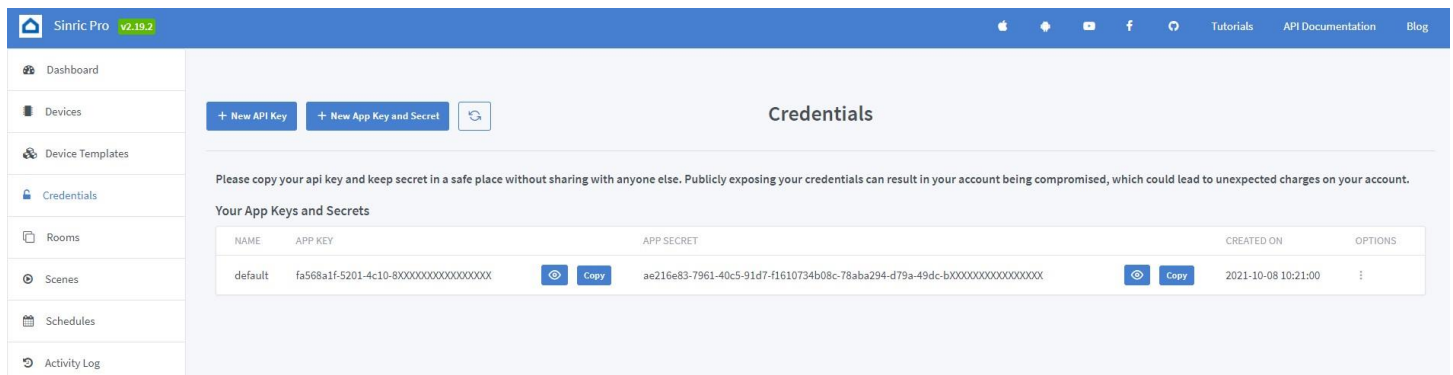 Sinric Pro v2.19.2 Tutorials API Documentation Blog
Dashboard
Devices
Device Templates
Credentials
Rooms
Scenes
Schedules
Activity Log
+ New API Key + New App Key and Secret Credentials
Please copy your api key and keep secret in a safe place without sharing with anyone else. Publicly exposing your credentials can result in your account being compromised, which could lead to unexpected charges on your account.
Your App Keys and Secrets
NAME APP KEY APP SECRET CREATED ON OPTIONS
default fa568a1f-5201-4c10-8XXXXXXXXXXXXXXXX Copy ae216e83-7961-40c5-91d7-f1610734b08c-78aba294-d79a-49dc-bXXXXXXXXXXXXXXXX Copy 2021-10-08 10:21:00